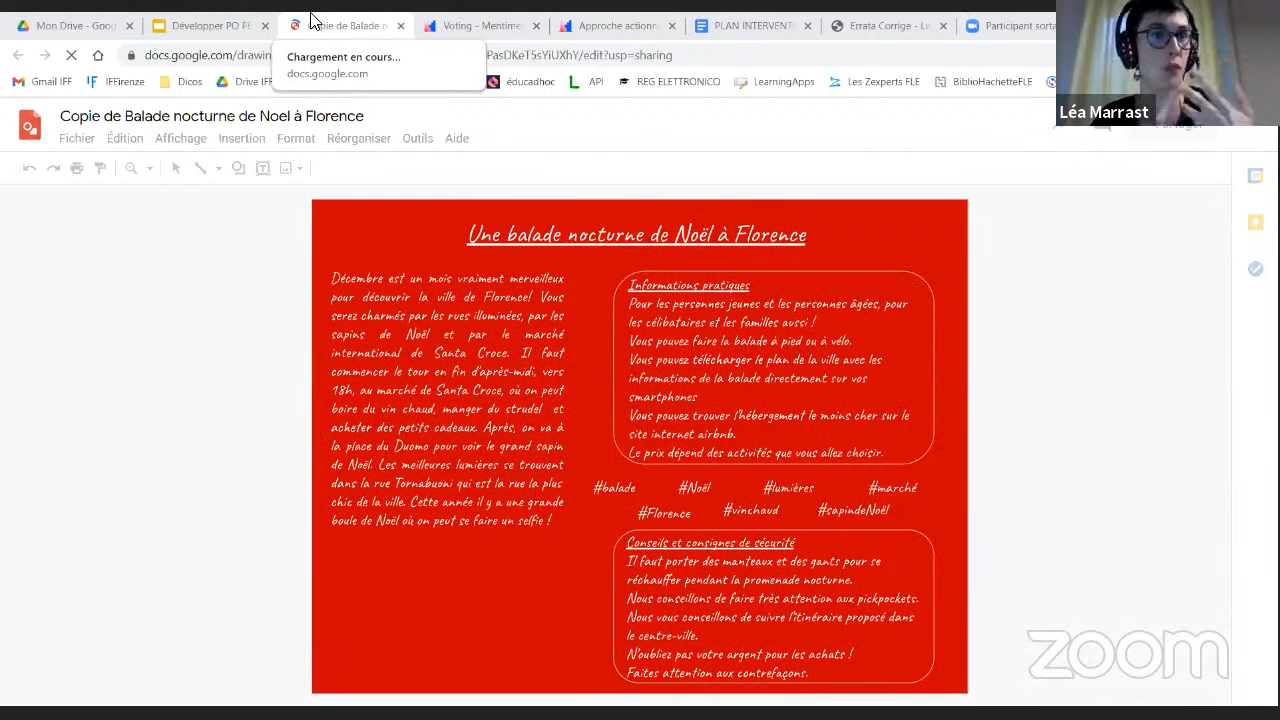 Mon Drive - Goog
Développer PO PE
Copie de Balade n
Voting - Mentime
Approche actionn
PLAN INTERVENT
Errata Corrige - L
Participant sorta
Chargement en cours...
docs.google.com
docs.google.com/drawin
PasDKeT5sYiUXhY/edit?usp=sharing
Gmail IFF
IFFirenze
Dicos
Drive IFF
éducadhoc
API
REG ELETTRONICO
LearningApps
Les Zexperts FLE
BiblioHachetteFLE
Léa Marrast
Copie de Balade nocturne de Noel à Florence
Fichier
Édition
Affichage
Insertion
Format
Réorganiser
Outils
Aide
Une balade nocturne de Noël à Florence
Décembre est un mois vraiment merveilleux
pour découvrir la ville de Florence! Vous
serez charmés par les rues illuminées, par les
sapins de Noël et par le marché
international de Santa Croce. Il faut
commencer le tour en fin d'après-midi, vers
18h, au marché de Santa Croce, où on peut
boire du vin chaud, manger du strudel et
acheter des petits cadeaux. Après, on va à
la place du Duomo pour voir le grand sapin
de Noël. Les meilleures lumières se trouvent
dans la rue Tornabuoni qui est la rue la plus
chic de la ville. Cette année il y a une grande
boule de Noël où on peut se faire un selfie !
Informations pratiques
Pour les personnes jeunes et les personnes âgées, pour
les célibataires et les familles aussi !
Vous pouvez faire la balade à pied ou à vélo.
Vous pouvez télécharger le plan de la ville avec les
informations de la balade directement sur vos
smartphones
Vous pouvez trouver l'hébergement le moins cher sur le
site internet airbnb.
Le prix dépend des activités que vous allez choisir.
#balade #Noël #lumières #marché
#Florence #vinchaud #sapindeNoël
Conseils et consignes de sécurité
Il faut porter des manteaux et des gants pour se
réchauffer pendant la promenade nocturne.
Nous conseillons de faire très attention aux pickpockets.
Nous vous conseillons de suivre l'itinéraire proposé dans
le centre-ville.
N'oubliez pas votre argent pour les achats !
Faites attention aux contrefaçons.
zoom